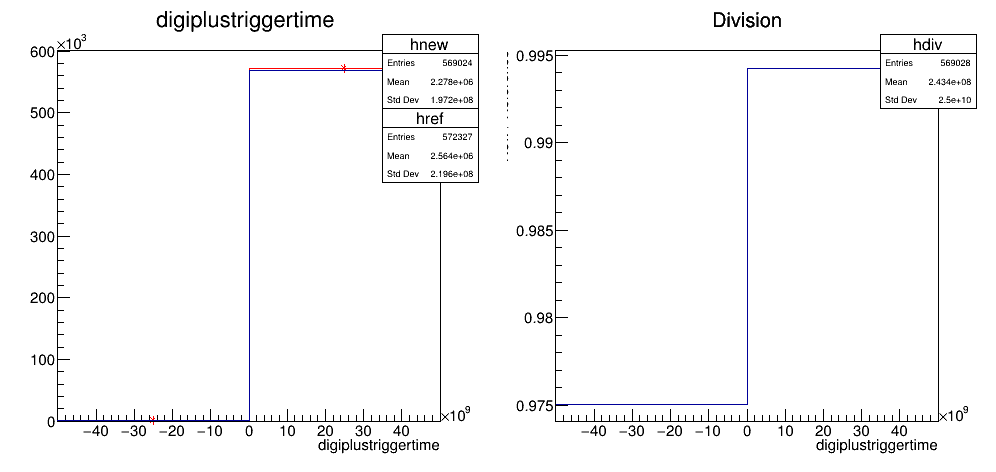 digiplustriggertime
×10³
600
500
400
300
200
100
0
−40 −30 −20 −10 0 10 20 30 40
×10⁹
digiplustriggertime
hnew
Entries 569024
Mean 2.278e+06
Std Dev 1.972e+08
href
Entries 572327
Mean 2.564e+06
Std Dev 2.196e+08
Division
0.995
0.99
0.985
0.98
0.975
−40 −30 −20 −10 0 10 20 30 40
×10⁹
digiplustriggertime
hdiv
Entries 569028
Mean 2.434e+08
Std Dev 2.5e+10